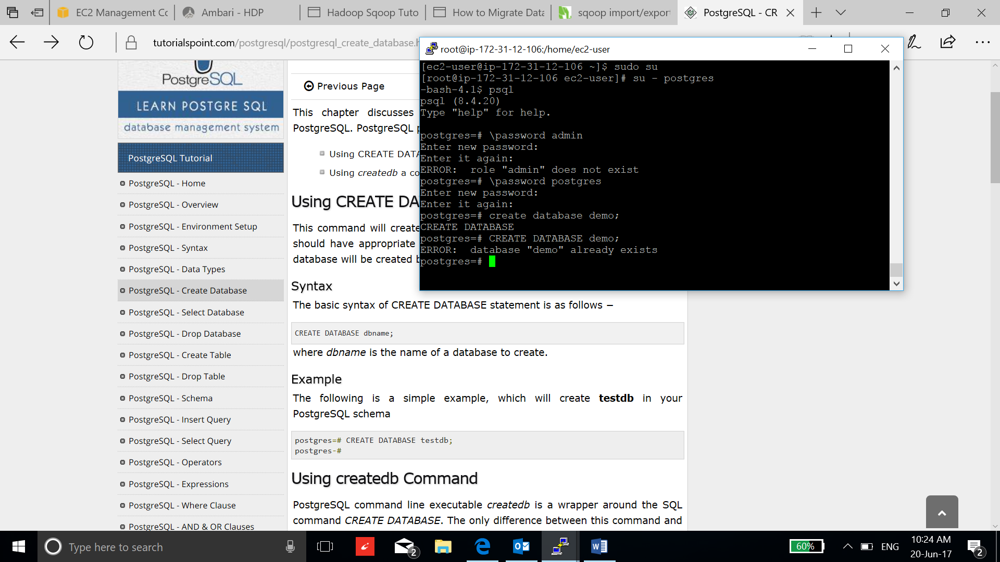 EC2 Management Co
Ambari - HDP
Hadoop Sqoop Tuto
How to Migrate Data
sqoop import/export
PostgreSQL - CR
tutorialspoint.com/postgresql/postgresql_create_database.h
root@ip-172-31-12-106:/home/ec2-user
[ec2-user@ip-172-31-12-106 ~]$ sudo su
[root@ip-172-31-12-106 ec2-user]# su - postgres
-bash-4.1$ psql
psql (8.4.20)
Type "help" for help.
postgres=# \password admin
Enter new password:
Enter it again:
ERROR:  role "admin" does not exist
postgres=# \password postgres
Enter new password:
Enter it again:
postgres=# create database demo;
CREATE DATABASE
postgres=# CREATE DATABASE demo;
ERROR:  database "demo" already exists
postgres=#
PostgreSQL
LEARN POSTGRE SQL
database management system
PostgreSQL Tutorial
PostgreSQL - Home
PostgreSQL - Overview
PostgreSQL - Environment Setup
PostgreSQL - Syntax
PostgreSQL - Data Types
PostgreSQL - Create Database
PostgreSQL - Select Database
PostgreSQL - Drop Database
PostgreSQL - Create Table
PostgreSQL - Drop Table
PostgreSQL - Schema
PostgreSQL - Insert Query
PostgreSQL - Select Query
PostgreSQL - Operators
PostgreSQL - Expressions
PostgreSQL - Where Clause
PostgreSQL - AND & OR Clauses
Previous Page
This chapter discusses
PostgreSQL. PostgreSQL p
Using CREATE DATA
Using createdb a co
Using CREATE DA
This command will create
should have appropriate
database will be created b
Syntax
The basic syntax of CREATE DATABASE statement is as follows −
CREATE DATABASE dbname;
where dbname is the name of a database to create.
Example
The following is a simple example, which will create testdb in your
PostgreSQL schema
postgres=# CREATE DATABASE testdb;
postgres-#
Using createdb Command
PostgreSQL command line executable createdb is a wrapper around the SQL
command CREATE DATABASE. The only difference between this command and
Type here to search
2
60%
ENG
10:24 AM
20-Jun-17
2